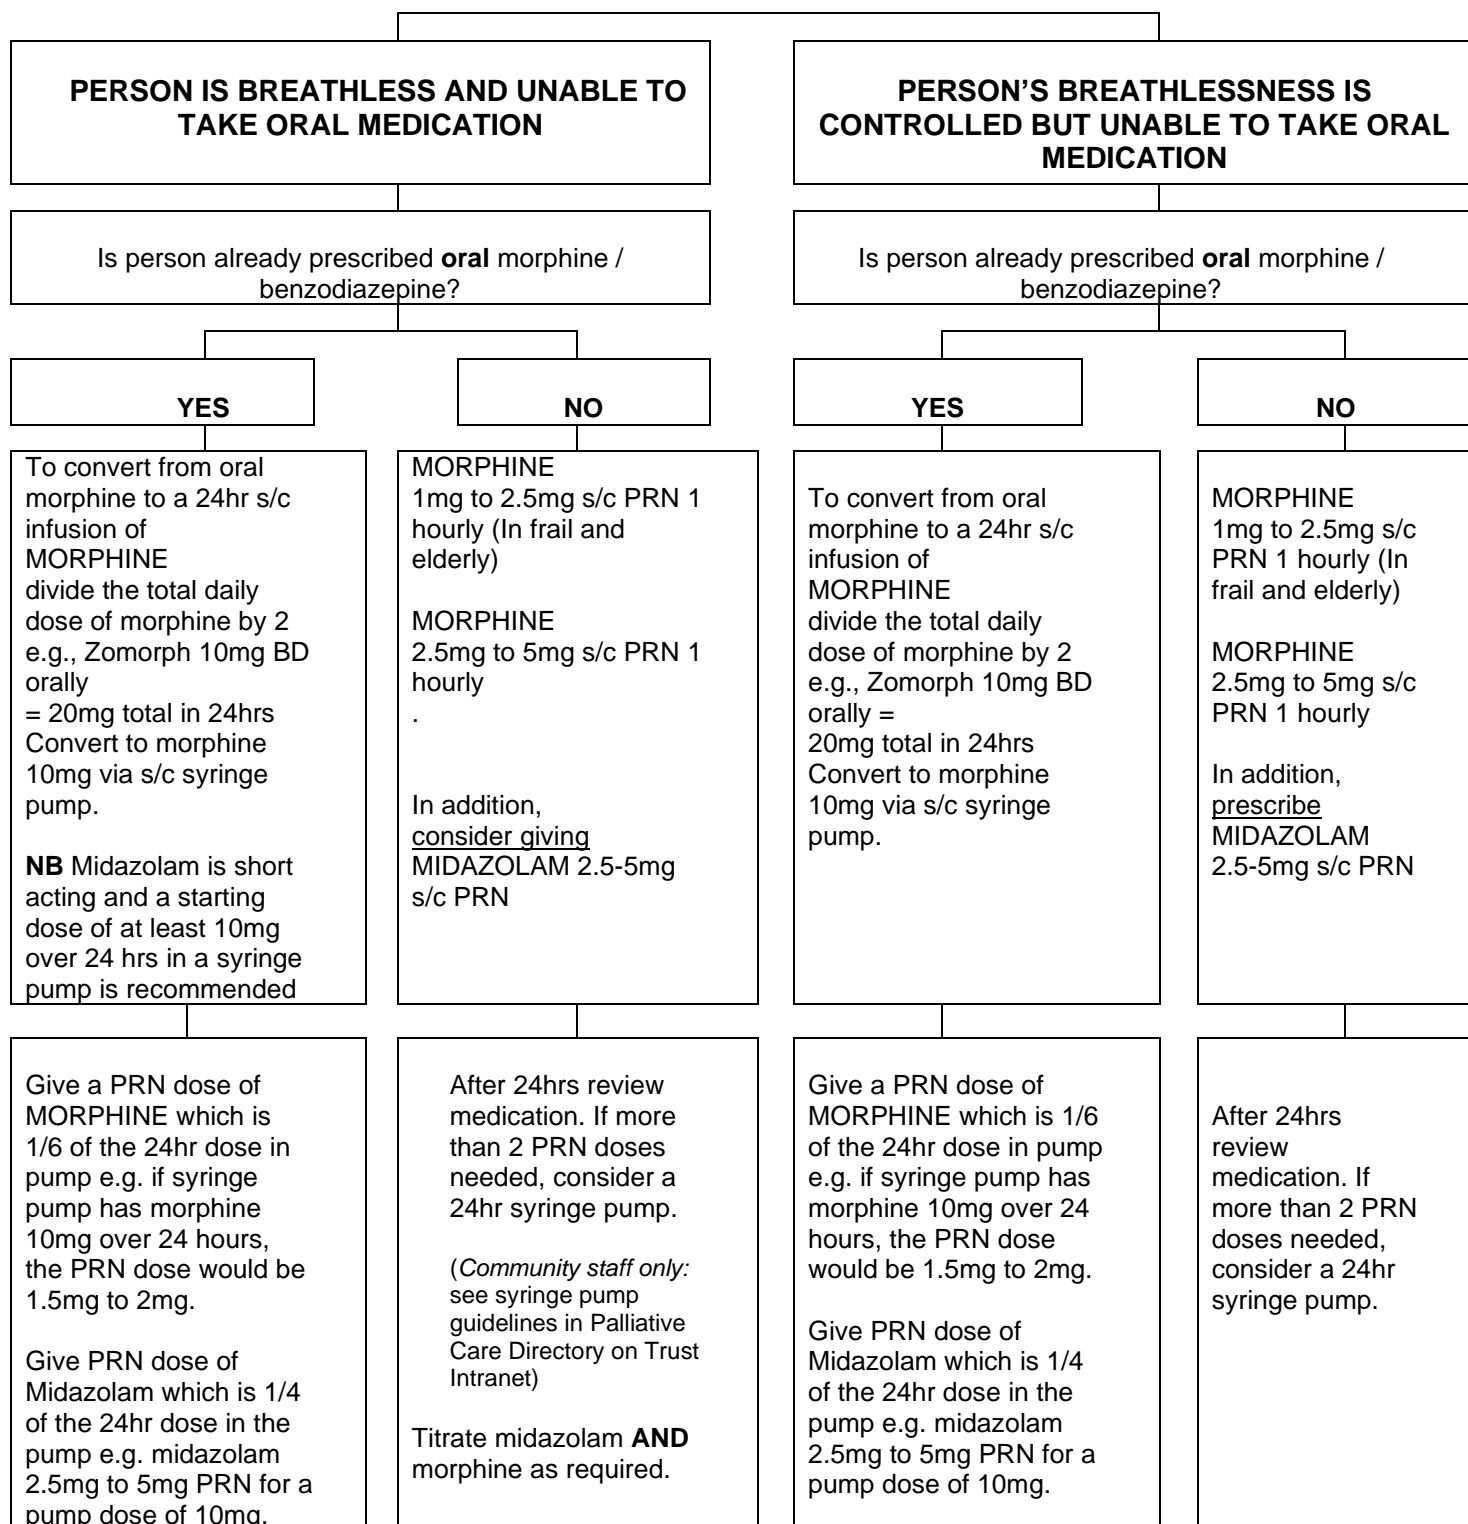 PERSON IS BREATHLESS AND UNABLE TO
TAKE ORAL MEDICATION
Is person already prescribed oral morphine /
benzodiazepine?
YES
To convert from oral
morphine to a 24hr s/c
infusion of
MORPHINE
divide the total daily
dose of morphine by 2
e.g., Zomorph 10mg BD
orally
= 20mg total in 24hrs
Convert to morphine
10mg via s/c syringe
pump.
NB Midazolam is short
acting and a starting
dose of at least 10mg
over 24 hrs in a syringe
pump is recommended
Give a PRN dose of
MORPHINE which is
1/6 of the 24hr dose in
pump e.g. if syringe
pump has morphine
10mg over 24 hours,
the PRN dose would be
1.5mg to 2mg.
Give PRN dose of
Midazolam which is 1/4
of the 24hr dose in the
pump e.g. midazolam
2.5mg to 5mg PRN for a
pump dose of 10mg.
NO
MORPHINE
1mg to 2.5mg s/c PRN 1
hourly (In frail and
elderly)
MORPHINE
2.5mg to 5mg s/c PRN 1
hourly
.
In addition,
consider giving
MIDAZOLAM 2.5-5mg
s/c PRN
After 24hrs review
medication. If more
than 2 PRN doses
needed, consider a
24hr syringe pump.
(Community staff only:
see syringe pump
guidelines in Palliative
Care Directory on Trust
Intranet)
Titrate midazolam AND
morphine as required.
PERSON'S BREATHLESSNESS IS
CONTROLLED BUT UNABLE TO TAKE ORAL
MEDICATION
Is person already prescribed oral morphine /
benzodiazepine?
YES
To convert from oral
morphine to a 24hr s/c
infusion of
MORPHINE
divide the total daily
dose of morphine by 2
e.g., Zomorph 10mg BD
orally =
20mg total in 24hrs
Convert to morphine
10mg via s/c syringe
pump.
Give a PRN dose of
MORPHINE which is 1/6
of the 24hr dose in pump
e.g. if syringe pump has
morphine 10mg over 24
hours, the PRN dose
would be 1.5mg to 2mg.
Give PRN dose of
Midazolam which is 1/4
of the 24hr dose in the
pump e.g. midazolam
2.5mg to 5mg PRN for a
pump dose of 10mg.
NO
MORPHINE
1mg to 2.5mg s/c
PRN 1 hourly (In
frail and elderly)
MORPHINE
2.5mg to 5mg s/c
PRN 1 hourly
In addition,
prescribe
MIDAZOLAM
2.5-5mg s/c PRN
After 24hrs
review
medication. If
more than 2 PRN
doses needed,
consider a 24hr
syringe pump.